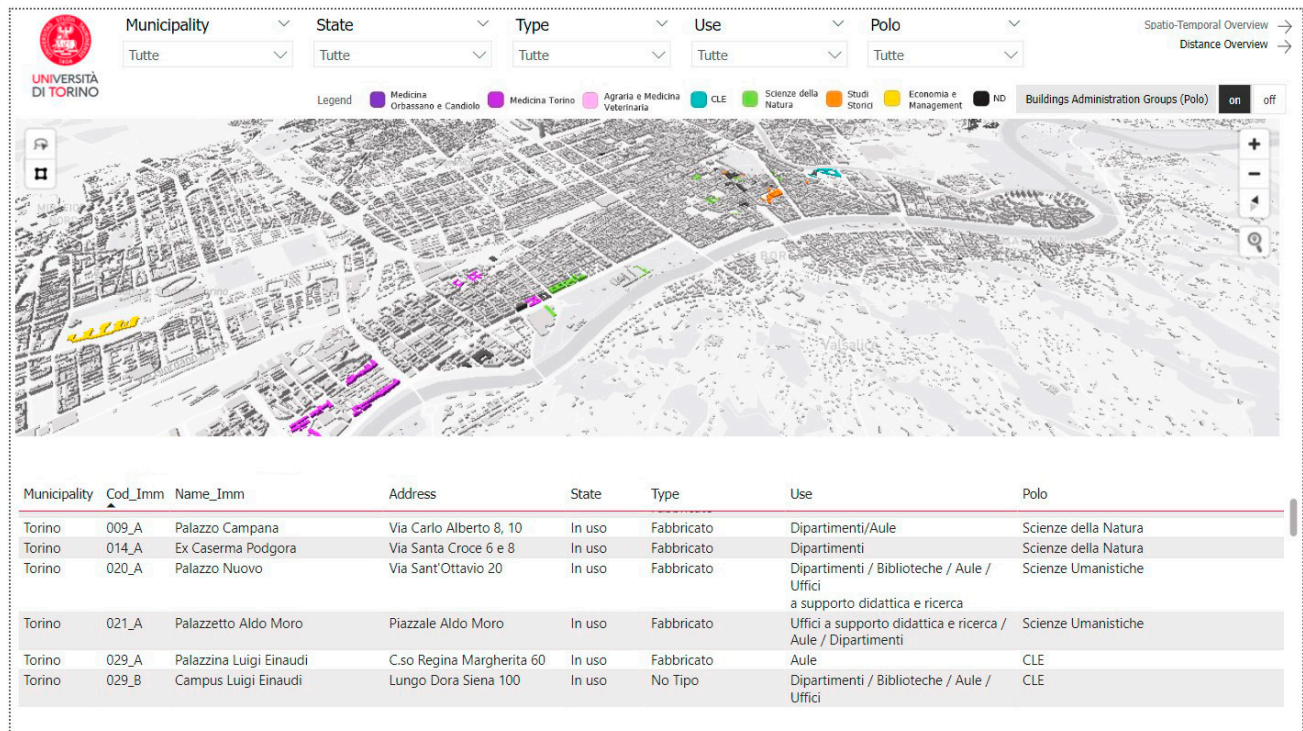 Municipality State Type Use Polo
Spatio-Temporal Overview
Tutte Tutte Tutte Tutte Tutte
Distance Overview
UNIVERSITÀ
DI TORINO
Legend
Medicina
Orbassano e Candiolo
Medicina Torino
Agraria e Medicina
Veterinaria
CLE
Scienze della
Natura
Studi
Storici
Economia e
Management
ND
Buildings Administration Groups (Polo) on off
Municipality Cod_Imm Name_Imm Address State Type Use Polo
Torino 009_A Palazzo Campana Via Carlo Alberto 8, 10 In uso Fabbricato Dipartimenti/Aule Scienze della Natura
Torino 014_A Ex Caserma Podgora Via Santa Croce 6 e 8 In uso Fabbricato Dipartimenti Scienze della Natura
Torino 020_A Palazzo Nuovo Via Sant'Ottavio 20 In uso Fabbricato Dipartimenti / Biblioteche / Aule / Scienze Umanistiche
Uffici
a supporto didattica e ricerca
Torino 021_A Palazzetto Aldo Moro Piazzale Aldo Moro In uso Fabbricato Uffici a supporto didattica e ricerca / Scienze Umanistiche
Aule / Dipartimenti
Torino 029_A Palazzina Luigi Einaudi C.so Regina Margherita 60 In uso Fabbricato Aule CLE
Torino 029_B Campus Luigi Einaudi Lungo Dora Siena 100 In uso No Tipo Dipartimenti / Biblioteche / Aule / CLE
Uffici